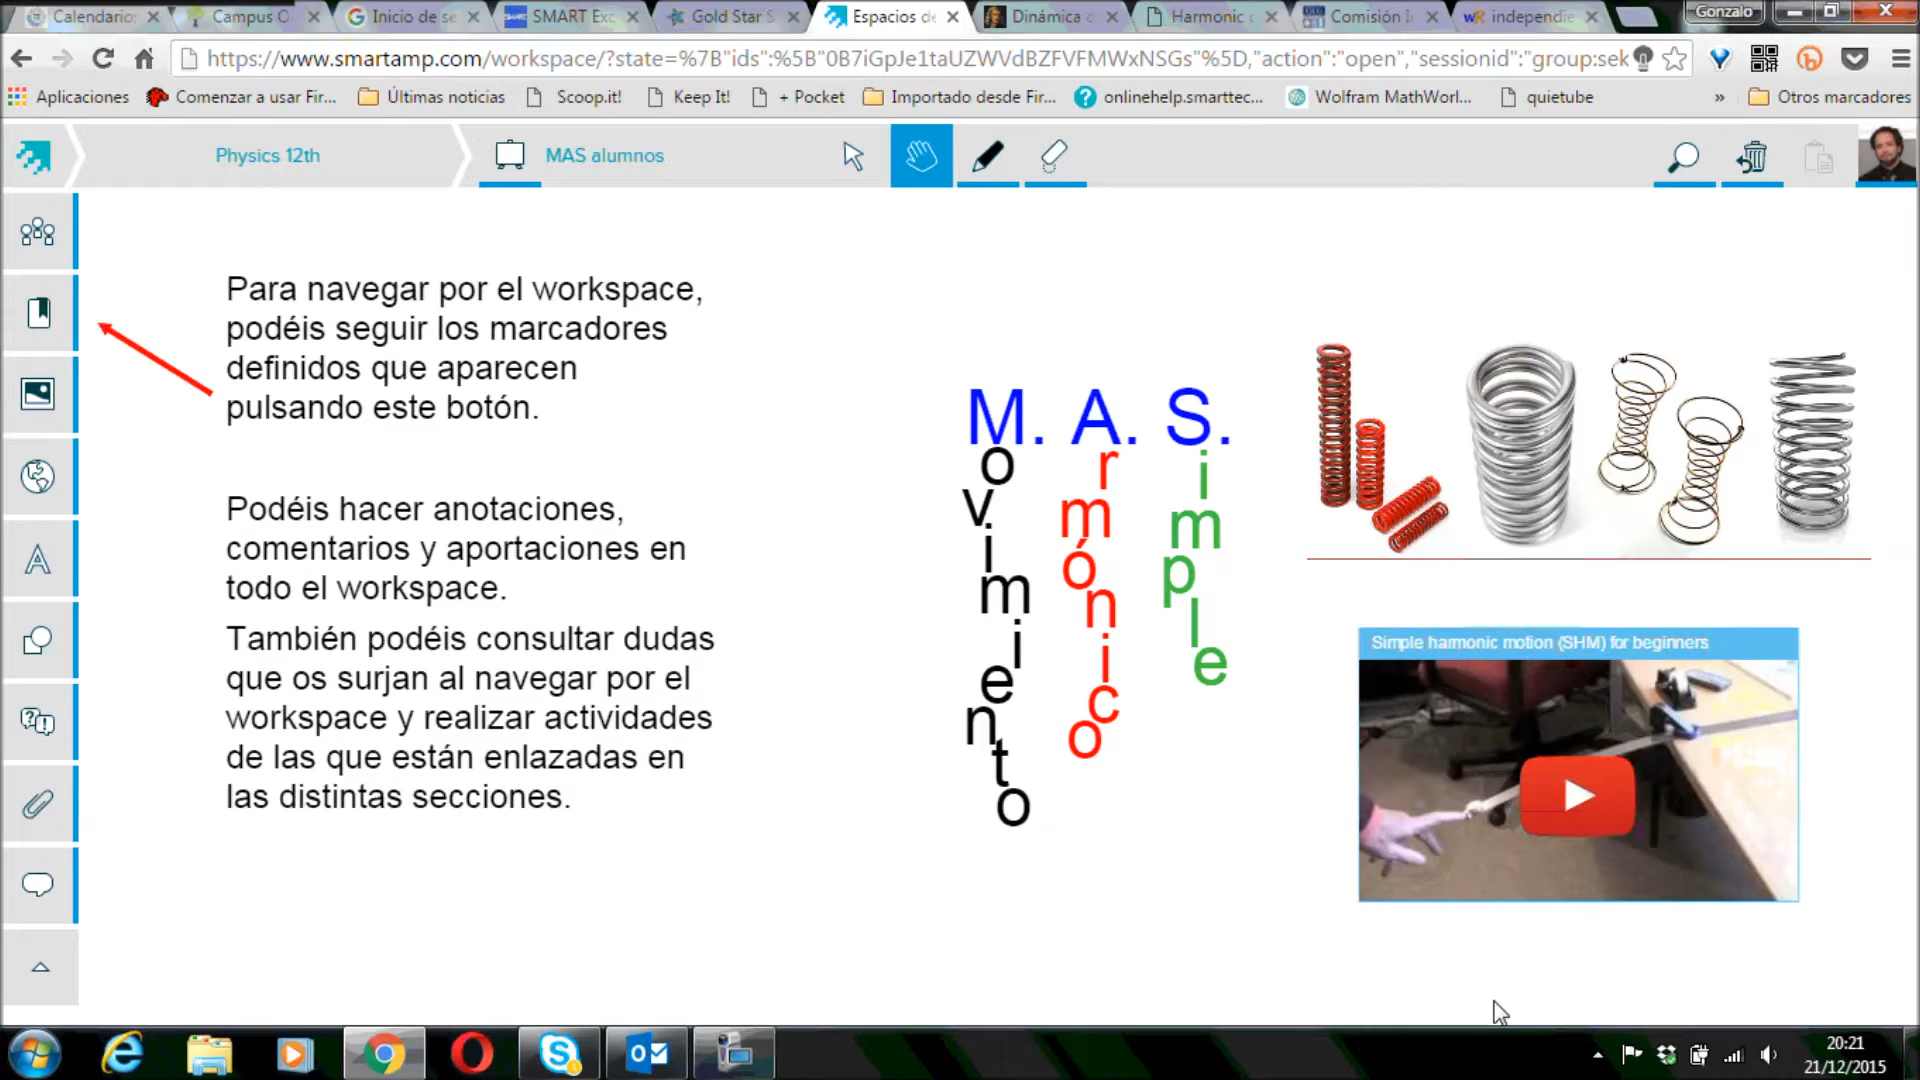 Calendario:
Campus O
Inicio de se
SMART Exc
Gold Star S
Espacios de
Dinámica d
Harmonic o
Comisión I
independie
Gonzalo
https://www.smartamp.com/workspace/?state=%7B"ids":%5B"0B7iGpJe1taUZWVdBZFVFMWxNSGs"%5D,"action":"open","sessionid":"group:sek
Aplicaciones
Comenzar a usar Fir...
Últimas noticias
Scoop.it!
Keep It!
+ Pocket
Importado desde Fir...
onlinehelp.smarttec...
Wolfram MathWorl...
quietube
»
Otros marcadores
Physics 12th
MAS alumnos
Para navegar por el workspace,
podéis seguir los marcadores
definidos que aparecen
pulsando este botón.
Podéis hacer anotaciones,
comentarios y aportaciones en
todo el workspace.
También podéis consultar dudas
que os surjan al navegar por el
workspace y realizar actividades
de las que están enlazadas en
las distintas secciones.
M. A. S.
ovimiento
rmónico
imple
Simple harmonic motion (SHM) for beginners
20:21
21/12/2015